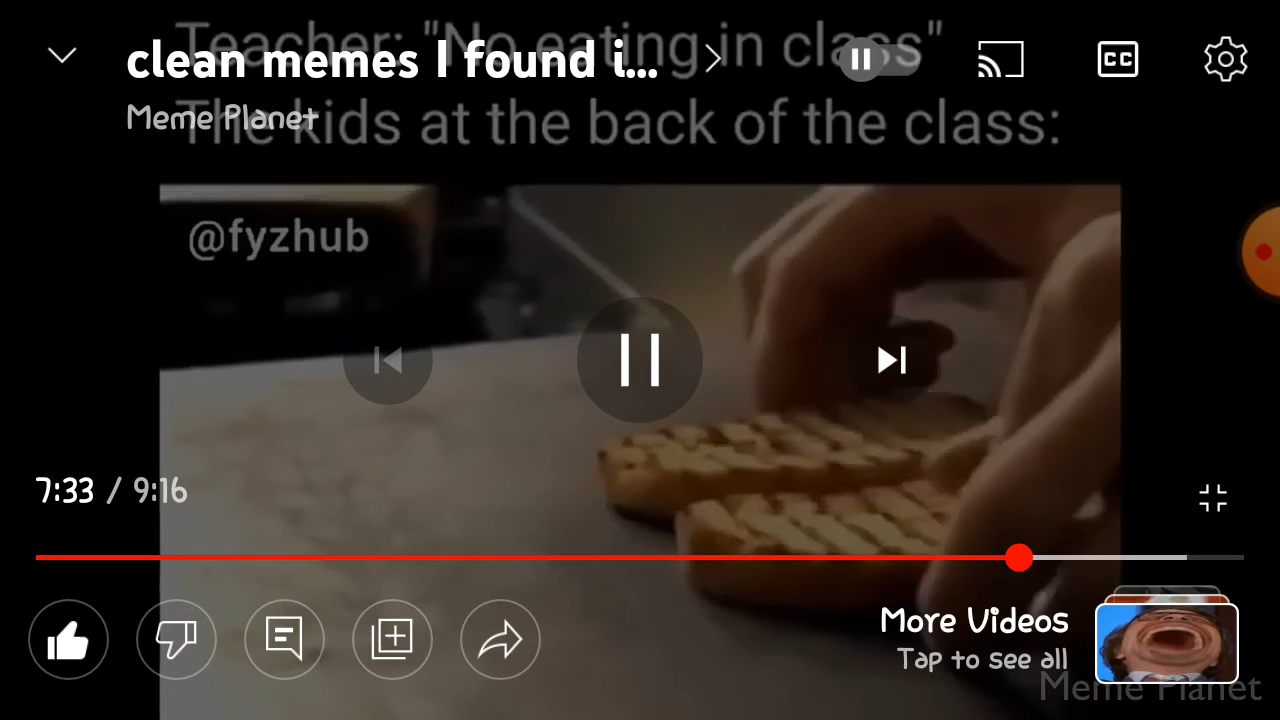 Teacher: "No eating in class"
clean memes I found i...
Meme Planet
The kids at the back of the class:
@fyzhub
7:33 / 9:16
CC
More Videos
Tap to see all
Meme Planet